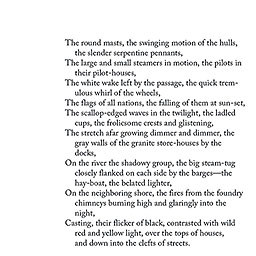 The round masts, the swinging motion of the hulls,
the slender serpentine pennants,
The large and small steamers in motion, the pilots in
their pilot-houses,
The white wake left by the passage, the quick trem-
ulous whirl of the wheels,
The flags of all nations, the falling of them at sun-set,
The scallop-edged waves in the twilight, the ladled
cups, the frolicsome crests and glistening,
The stretch afar growing dimmer and dimmer, the
gray walls of the granite store-houses by the
docks,
On the river the shadowy group, the big steam-tug
closely flanked on each side by the barges—the
hay-boat, the belated lighter,
On the neighboring shore, the fires from the foundry
chimneys burning high and glaringly into the
night,
Casting, their flicker of black, contrasted with wild
red and yellow light, over the tops of houses,
and down into the clefts of streets.